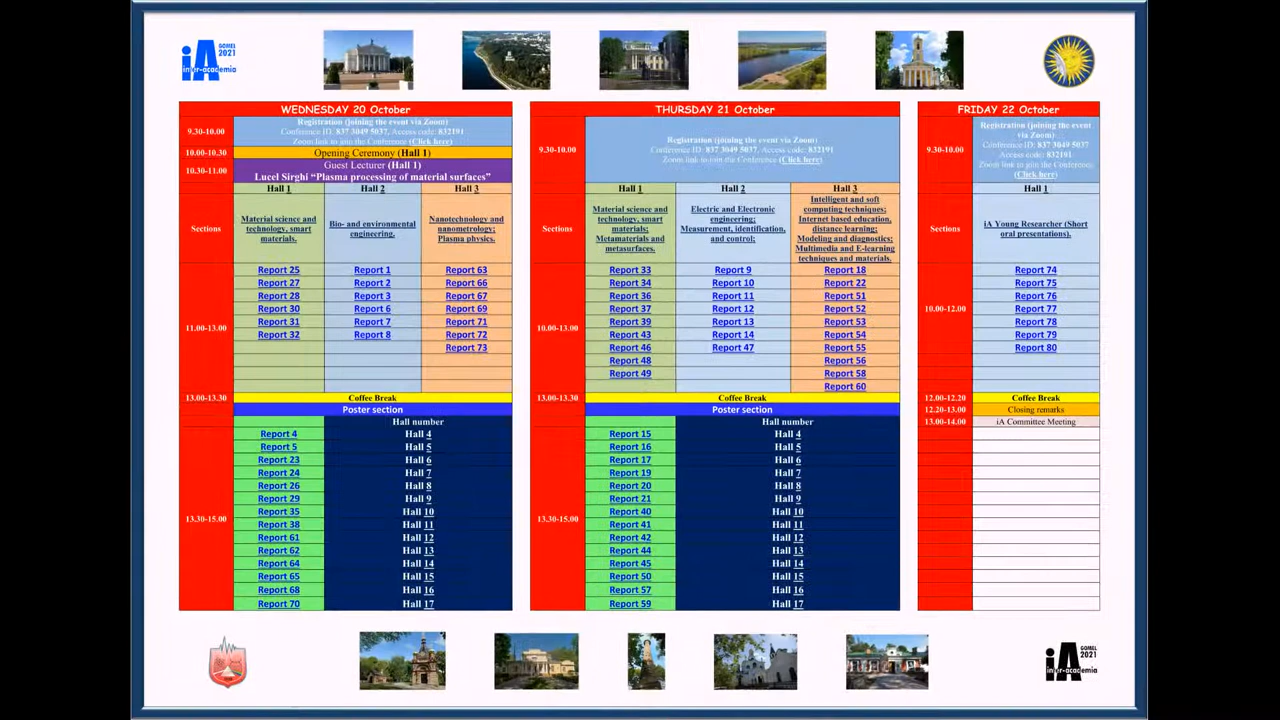 iA GOMEL 2021
inter-academia
WEDNESDAY 20 October
9.30-10.00
Registration (joining the event via Zoom)
Conference ID: 837 3049 5037, Access code: 832191
Zoom link to join the Conference (Click here)
10.00-10.30
Opening Ceremony (Hall 1)
10.30-11.00
Guest Lecturer (Hall 1)
Lucel Sirghi “Plasma processing of material surfaces”
Hall 1
Hall 2
Hall 3
Sections
Material science and
technology, smart
materials.
Bio- and environmental
engineering.
Nanotechnology and
nanometrology;
Plasma physics.
11.00-13.00
Report 25
Report 1
Report 63
Report 27
Report 2
Report 66
Report 28
Report 3
Report 67
Report 30
Report 6
Report 69
Report 31
Report 7
Report 71
Report 32
Report 8
Report 72
Report 73
13.00-13.30
Coffee Break
Poster section
Hall number
13.30-15.00
Report 4
Hall 4
Report 5
Hall 5
Report 23
Hall 6
Report 24
Hall 7
Report 26
Hall 8
Report 29
Hall 9
Report 35
Hall 10
Report 38
Hall 11
Report 61
Hall 12
Report 62
Hall 13
Report 64
Hall 14
Report 65
Hall 15
Report 68
Hall 16
Report 70
Hall 17
THURSDAY 21 October
9.30-10.00
Registration (joining the event via Zoom)
Conference ID: 837 3049 5037, Access code: 832191
Zoom link to join the Conference (Click here)
Hall 1
Hall 2
Hall 3
Sections
Material science and
technology, smart
materials;
Metamaterials and
metasurfaces.
Electric and Electronic
engineering;
Measurement, identification,
and control;
Intelligent and soft
computing techniques;
Internet based education,
distance learning;
Modeling and diagnostics;
Multimedia and E-learning
techniques and materials.
10.00-13.00
Report 33
Report 9
Report 18
Report 34
Report 10
Report 22
Report 36
Report 11
Report 51
Report 37
Report 12
Report 52
Report 39
Report 13
Report 53
Report 43
Report 14
Report 54
Report 46
Report 47
Report 55
Report 48
Report 56
Report 49
Report 58
Report 60
13.00-13.30
Coffee Break
Poster section
Hall number
13.30-15.00
Report 15
Hall 4
Report 16
Hall 5
Report 17
Hall 6
Report 19
Hall 7
Report 20
Hall 8
Report 21
Hall 9
Report 40
Hall 10
Report 41
Hall 11
Report 42
Hall 12
Report 44
Hall 13
Report 45
Hall 14
Report 50
Hall 15
Report 57
Hall 16
Report 59
Hall 17
FRIDAY 22 October
9.30-10.00
Registration (joining the event
via Zoom)
Conference ID: 837 3049 5037
Access code: 832191
Zoom link to join the Conference
(Click here)
Hall 1
Sections
iA Young Researcher (Short
oral presentations).
10.00-12.00
Report 74
Report 75
Report 76
Report 77
Report 78
Report 79
Report 80
12.00-12.20
Coffee Break
12.20-13.00
Closing remarks
13.00-14.00
iA Committee Meeting
iA GOMEL 2021
inter-academia